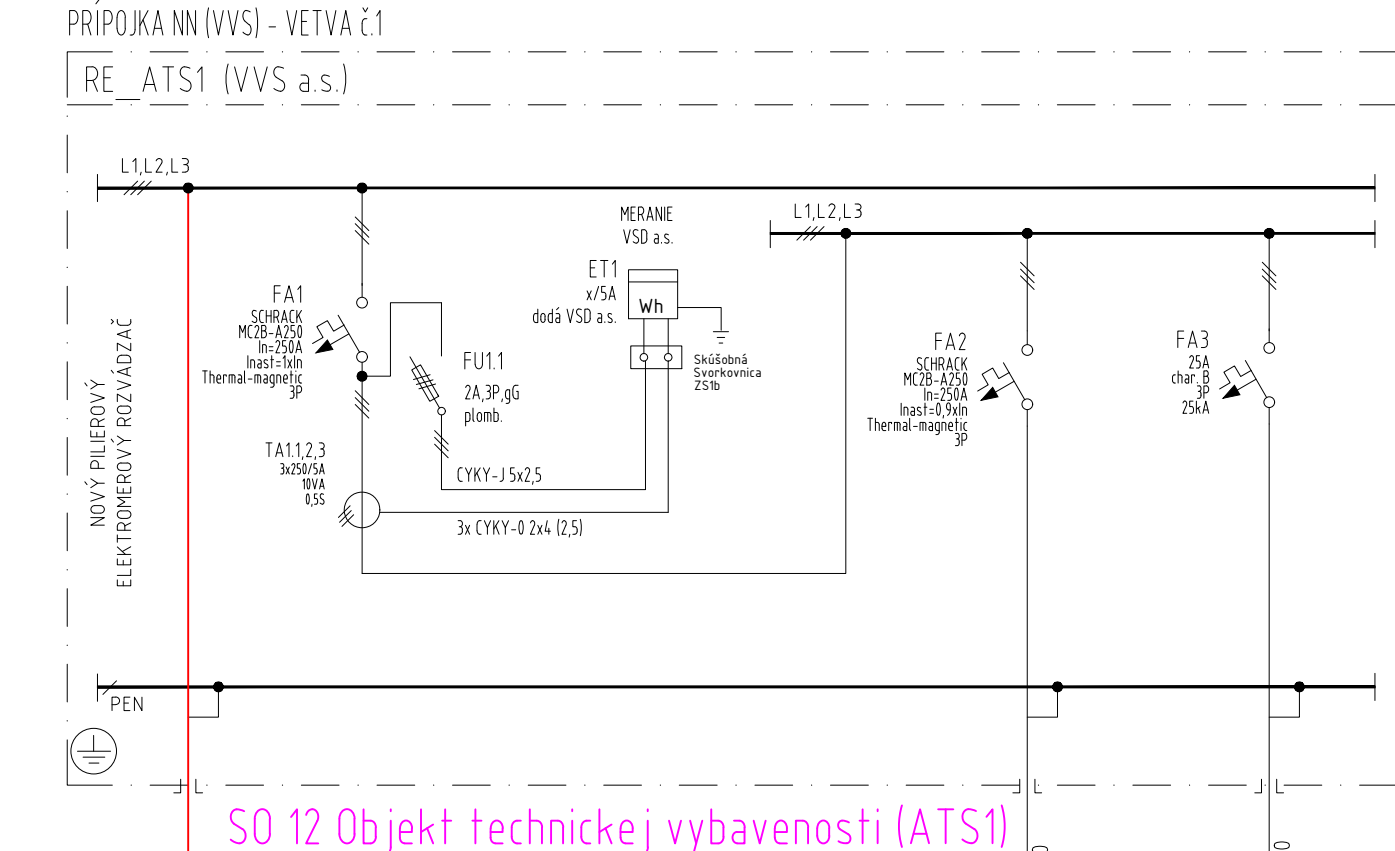 PRÍPOJKA NN (VVS) - VETVA č.1
RE__ATS1 (VVS a.s.)
L1,L2,L3
MERANIE
VSD a.s.
L1,L2,L3
ET1
x/5A
dodá VSD a.s.
Wh
FA1
SCHRACK
MC2B-A250
In=250A
Inast=1xIn
Thermal-magnetic
3P
FU1.1
2A,3P,gG
plomb.
Skúšobná
Svorkovnica
ZS1b
FA2
SCHRACK
MC2B-A250
In=250A
Inast=0,9xIn
Thermal-magnetic
3P
FA3
25A
char. B
3P
25kA
NOVÝ PILIEROVÝ
ELEKTROMEROVÝ ROZVÁDZAČ
TA1.1,2,3
3x250/5A
10VA
0,5S
CYKY-J 5x2,5
3x CYKY-O 2x4 (2,5)
PEN
SO 12 Objekt technickej vybavenosti (ATS1)